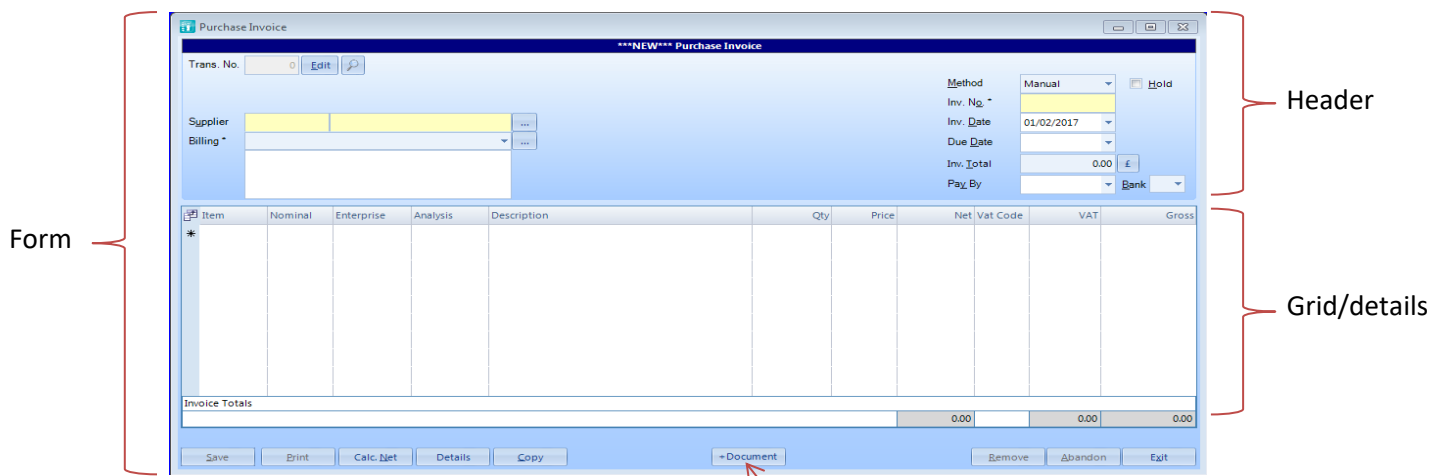 Purchase Invoice
***NEW*** Purchase Invoice
Trans. No. 0 Edit
Method Manual Hold
Header
Inv. No. *
Supplier ... Inv. Date 01/02/2017
Billing * ... Due Date
Inv. Total 0.00 £
Pay By Bank
Item Nominal Enterprise Analysis Description Qty Price Net Vat Code VAT Gross
*
Form
Grid/details
Invoice Totals
0.00 0.00 0.00
Save Print Calc. Net Details Copy +Document Remove Abandon Exit